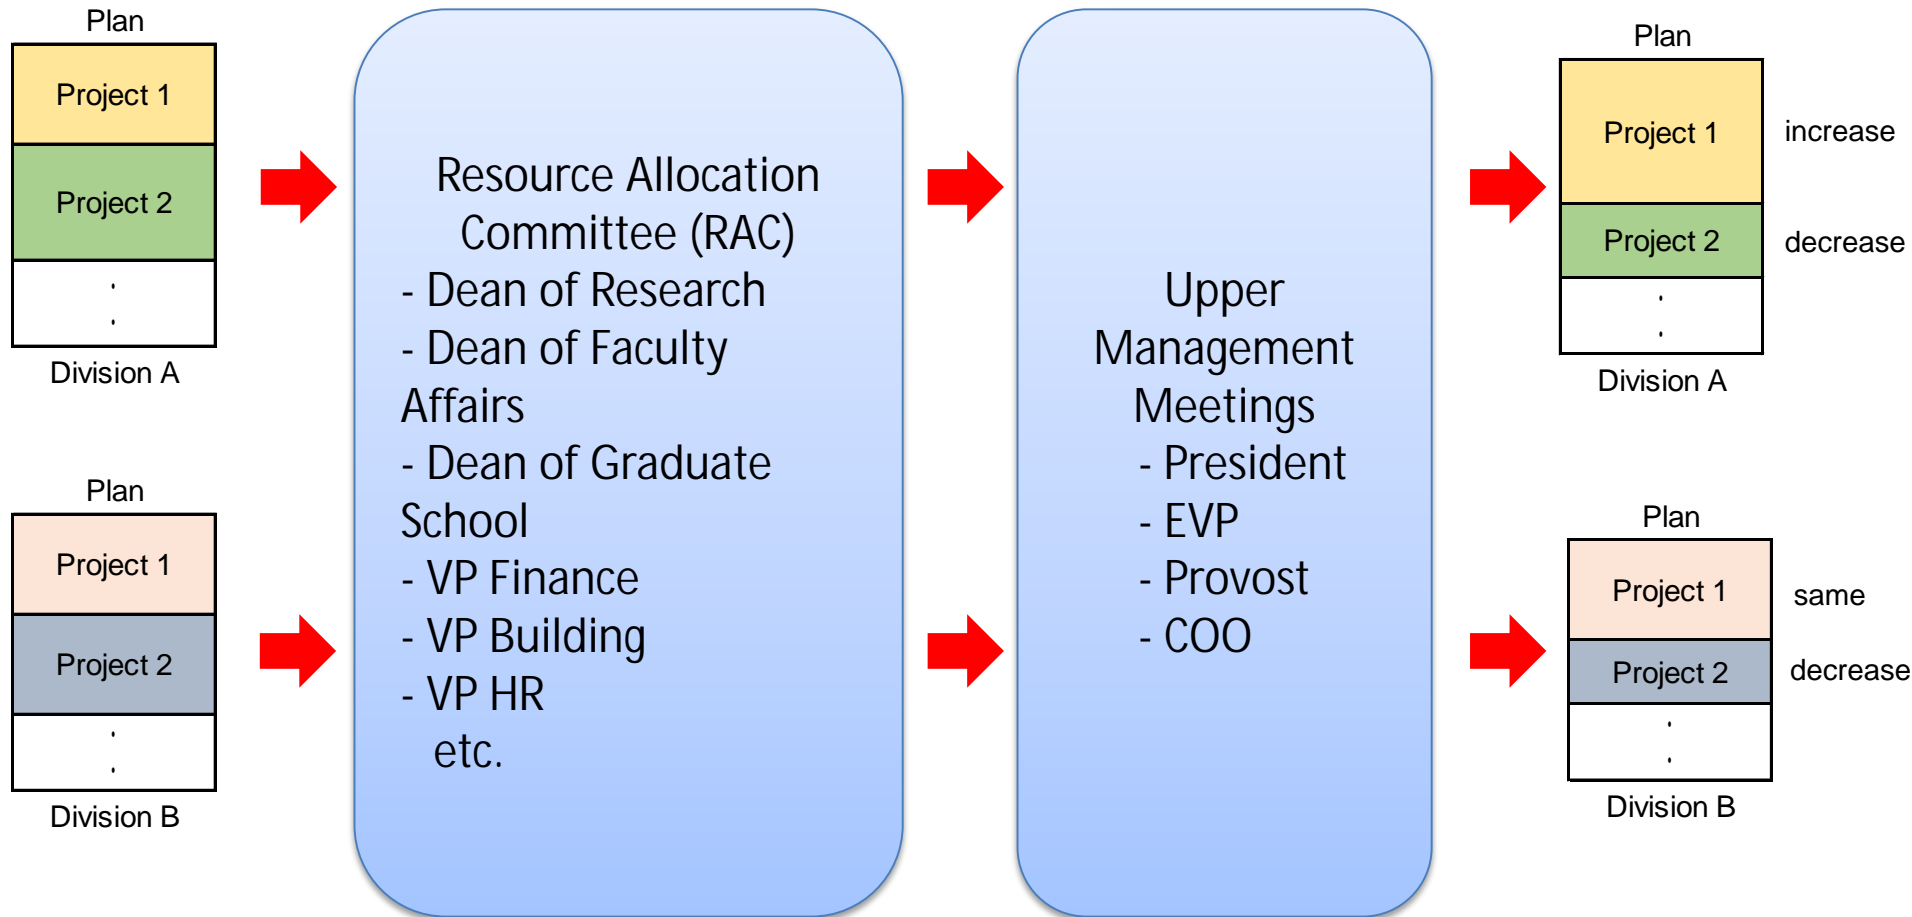 Plan
Project 1
Project 2
:
Division A
Plan
Project 1
Project 2
:
Division B
Resource Allocation
Committee (RAC)
- Dean of Research
- Dean of Faculty
Affairs
- Dean of Graduate
School
- VP Finance
- VP Building
- VP HR
etc.
Upper
Management
Meetings
- President
- EVP
- Provost
- COO
Plan
Project 1
increase
Project 2
decrease
:
Division A
Plan
Project 1
same
Project 2
decrease
:
Division B